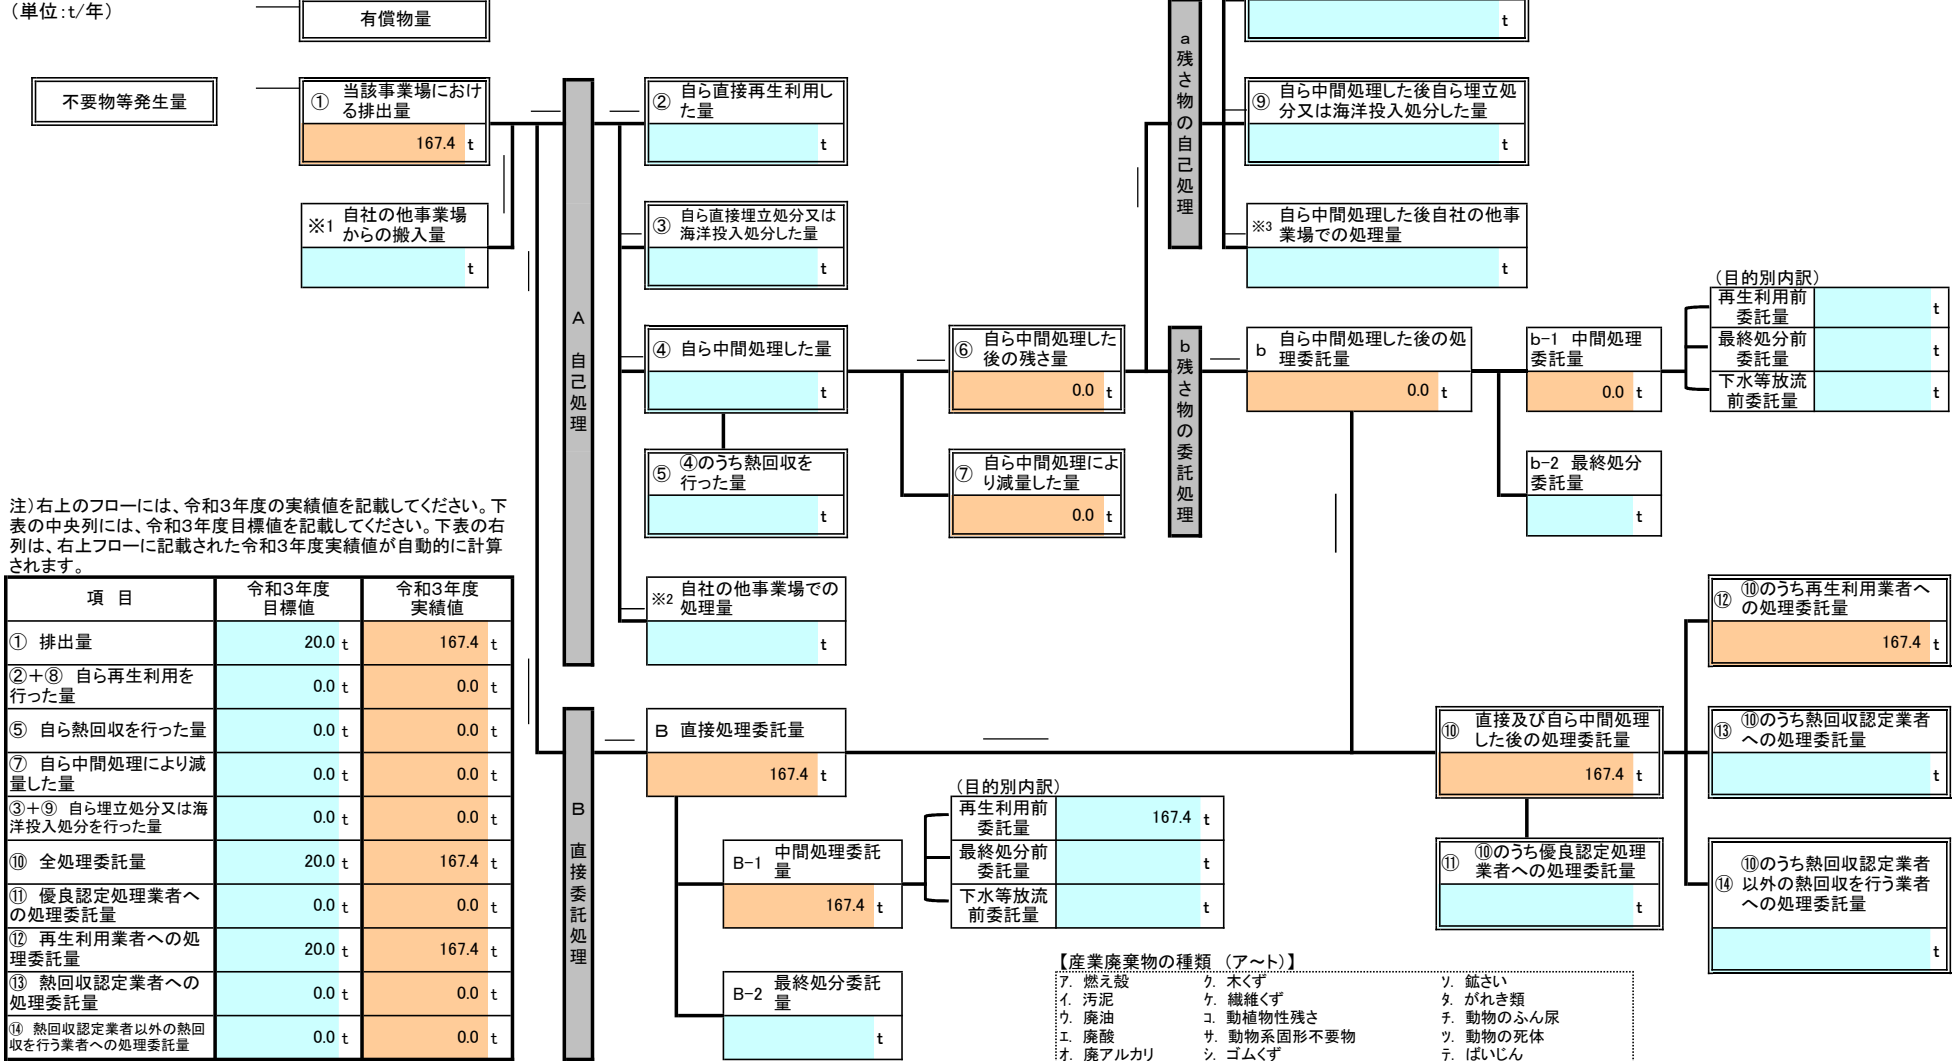 （単位：t/年）
有償物量
不要物等発生量
① 当該事業場におけ
る排出量
167.4 t
※1 自社の他事業場
からの搬入量
t
A 自己処理
② 自ら直接再生利用し
た量
t
③ 自ら直接埋立処分又は
海洋投入処分した量
t
④ 自ら中間処理した量
t
⑤ ④のうち熱回収を
行った量
t
※2 自社の他事業場での
処理量
t
⑥ 自ら中間処理した
後の残さ量
0.0 t
⑦ 自ら中間処理によ
り減量した量
0.0 t
a 残さ物の自己処理
t
⑨ 自ら中間処理した後自ら埋立処
分又は海洋投入処分した量
t
※3 自ら中間処理した後自社の他事
業場での処理量
t
b 残さ物の委託処理
b 自ら中間処理した後の処
理委託量
0.0 t
b-1 中間処理
委託量
0.0 t
b-2 最終処分
委託量
t
（目的別内訳）
再生利用前
委託量
t
最終処分前
委託量
t
下水等放流
前委託量
t
注）右上のフローには、令和3年度の実績値を記載してください。下
表の中央列には、令和3年度目標値を記載してください。下表の右
列は、右上フローに記載された令和3年度実績値が自動的に計算
されます。
項 目 令和3年度
目標値 令和3年度
実績値
① 排出量 20.0 t 167.4 t
②＋⑧ 自ら再生利用を
行った量 0.0 t 0.0 t
⑤ 自ら熱回収を行った量 0.0 t 0.0 t
⑦ 自ら中間処理により減
量した量 0.0 t 0.0 t
③＋⑨ 自ら埋立処分又は海
洋投入処分を行った量 0.0 t 0.0 t
⑩ 全処理委託量 20.0 t 167.4 t
⑪ 優良認定処理業者へ
の処理委託量 0.0 t 0.0 t
⑫ 再生利用業者への処
理委託量 20.0 t 167.4 t
⑬ 熱回収認定業者への
処理委託量 0.0 t 0.0 t
⑭ 熱回収認定業者以外の熱回
収を行う業者への処理委託量 0.0 t 0.0 t
B 直接委託処理
B 直接処理委託量
167.4 t
B-1 中間処理委託
量
167.4 t
B-2 最終処分委託
量
t
（目的別内訳）
再生利用前
委託量
167.4 t
最終処分前
委託量
t
下水等放流
前委託量
t
⑩ 直接及び自ら中間処理
した後の処理委託量
167.4 t
⑪ ⑩のうち優良認定処理
業者への処理委託量
t
⑫ ⑩のうち再生利用業者へ
の処理委託量
167.4 t
⑬ ⑩のうち熱回収認定業者
への処理委託量
t
⑭ ⑩のうち熱回収認定業者
以外の熱回収を行う業者
への処理委託量
t
【産業廃棄物の種類 （ア～ト）】
ア. 燃え殻 ク. 木くず ソ. 鉱さい
イ. 汚泥 ケ. 繊維くず タ. がれき類
ウ. 廃油 コ. 動植物性残さ チ. 動物のふん尿
エ. 廃酸 サ. 動物系固形不要物 ツ. 動物の死体
オ. 廃アルカリ シ. ゴムくず テ. ばいじん